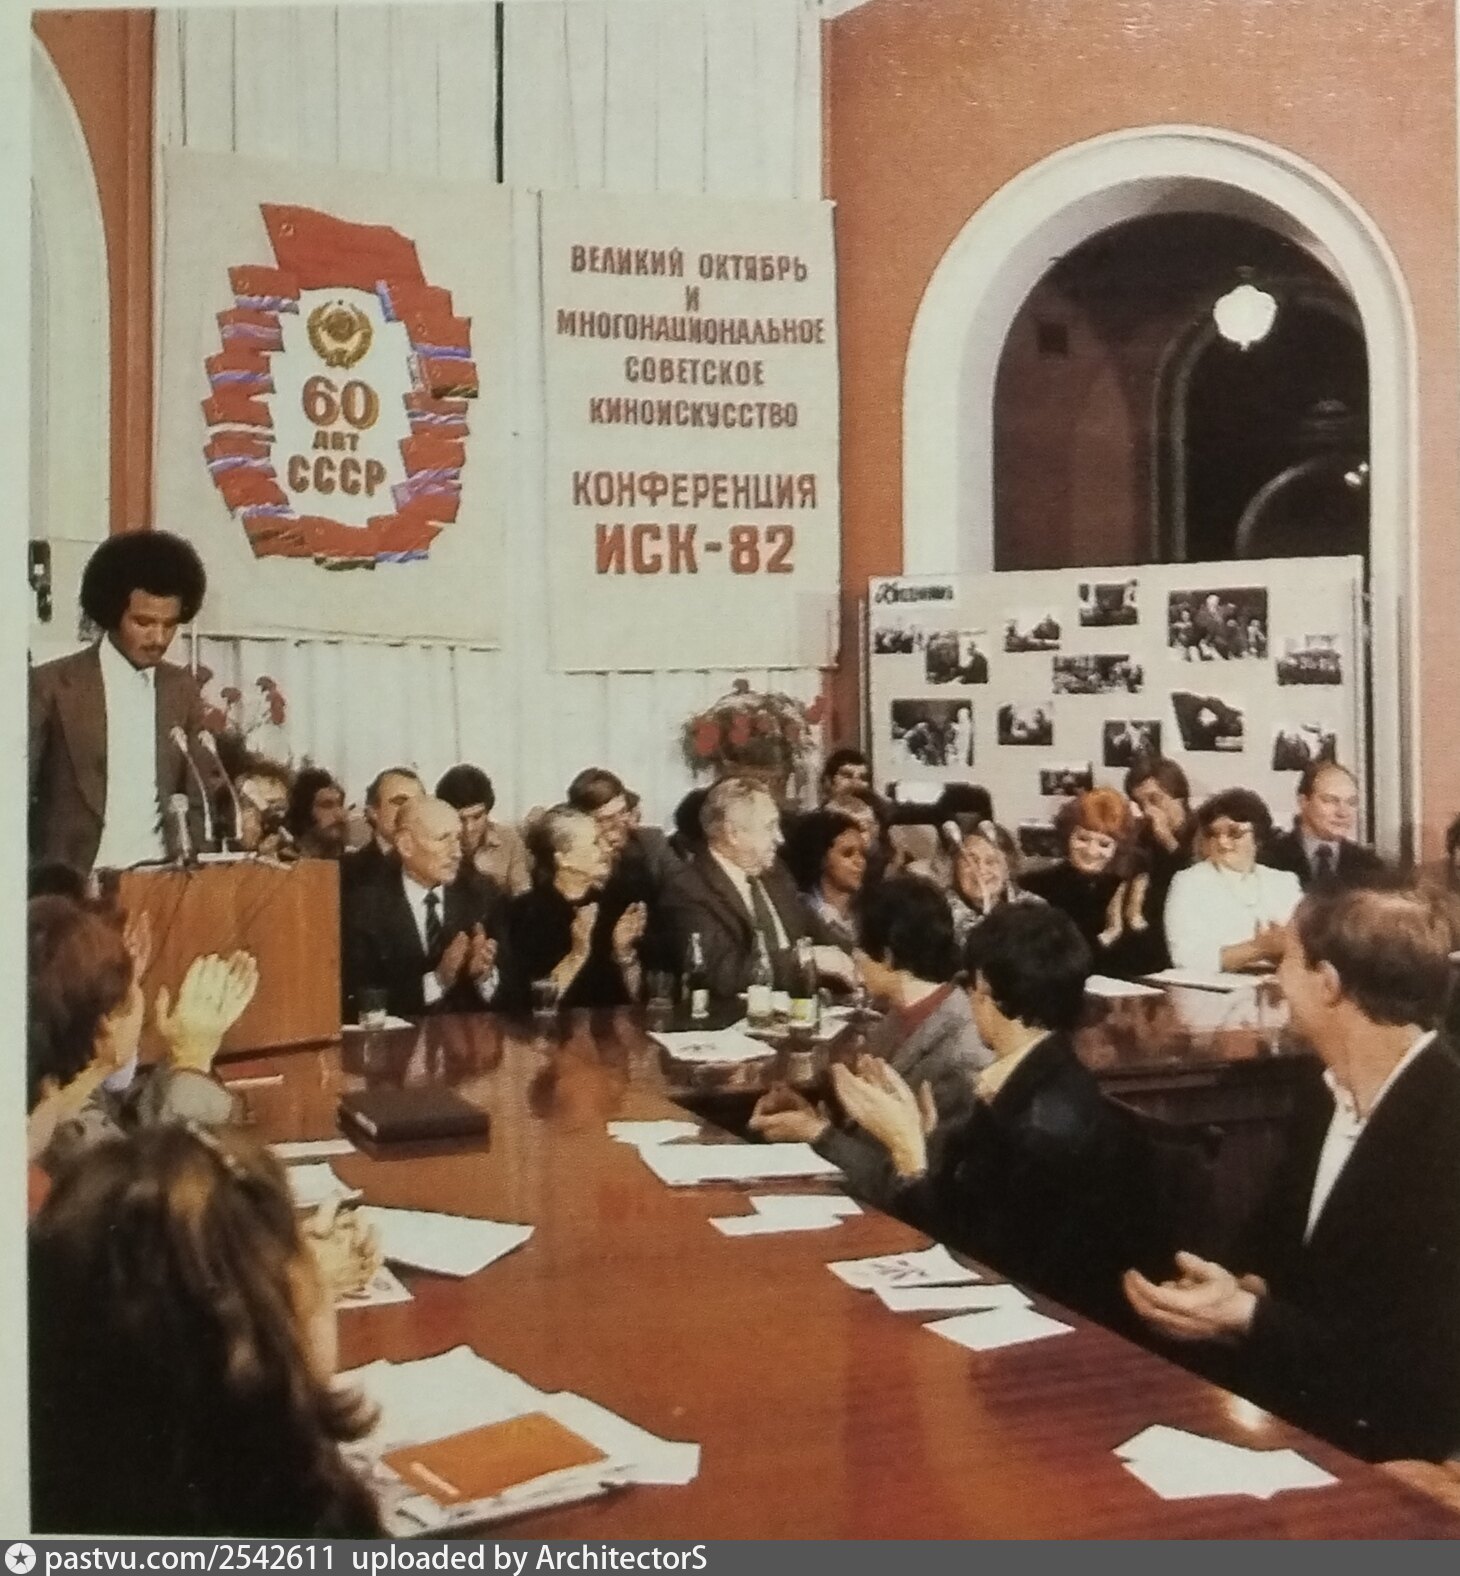 60
ЛЕТ
СССР
ВЕЛИКИЙ ОКТЯБРЬ
И
МНОГОНАЦИОНАЛЬНОЕ
СОВЕТСКОЕ
КИНОИСКУССТВО
КОНФЕРЕНЦИЯ
ИСК-82
pastvu.com/2542611 uploaded by ArchitectorS